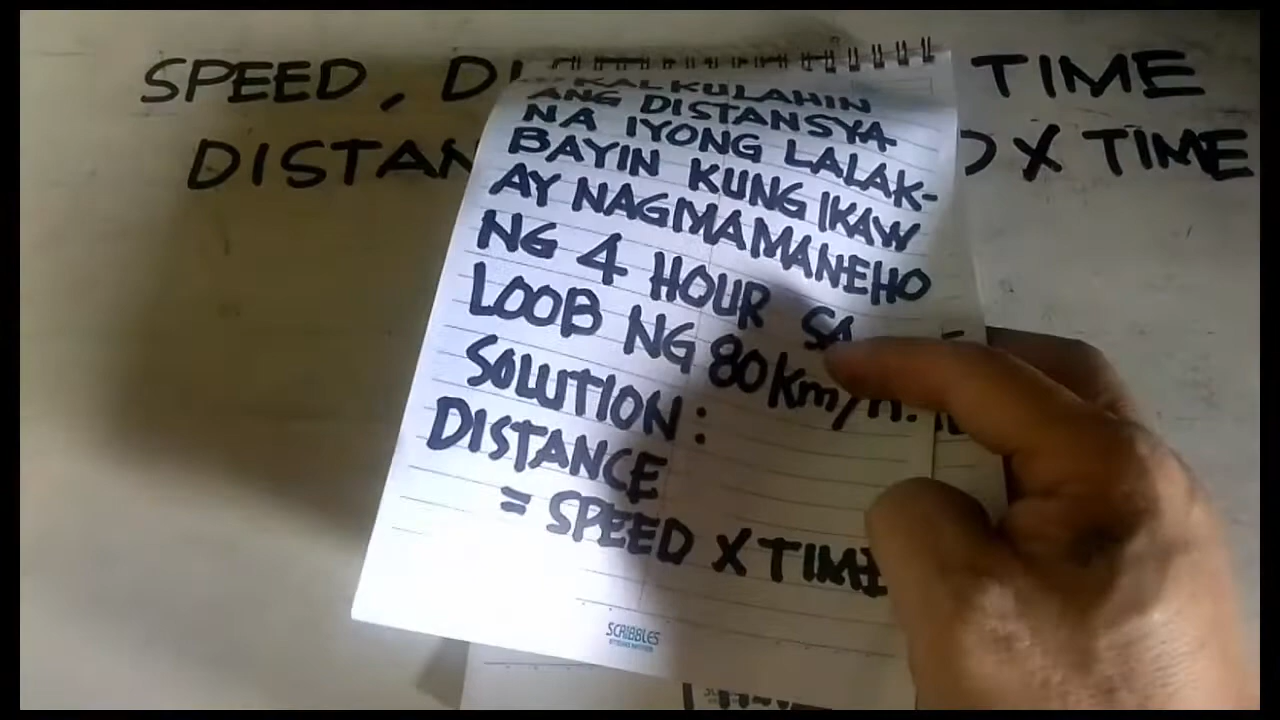 SPEED, DI TIME
DISTAN X TIME
KALKULAHIN
ANG DISTANSYA
NA IYONG LALAK-
BAYIN KUNG IKAW
AY NAGMAMANEHO
NG 4 HOUR SA
LOOB NG 80km/H.
SOLUTION:
DISTANCE
= SPEED X TIME
SCRIBBLES